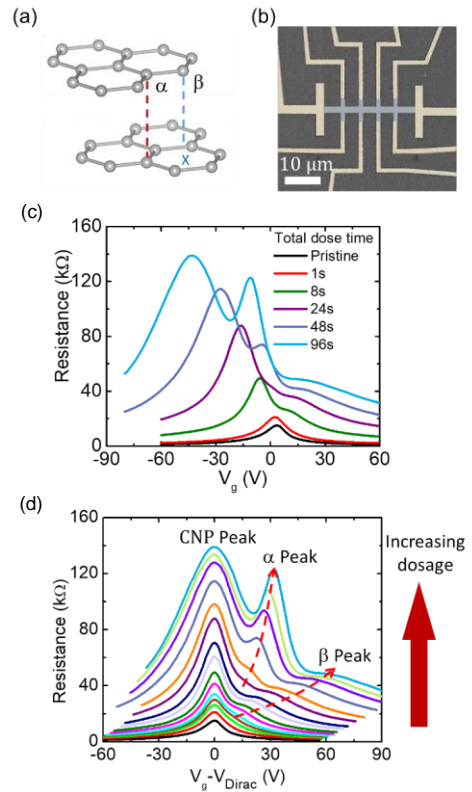 (a)
(b)
α
β
X
10 μm
(c)
160
120
80
40
0
Resistance (kΩ)
Total dose time
Pristine
1s
8s
24s
48s
96s
-90
-60
-30
0
30
60
Vg (V)
(d)
160
120
80
40
0
Resistance (kΩ)
CNP Peak
α Peak
β Peak
-60
-30
0
30
60
90
Vg-VDirac (V)
Increasing
dosage